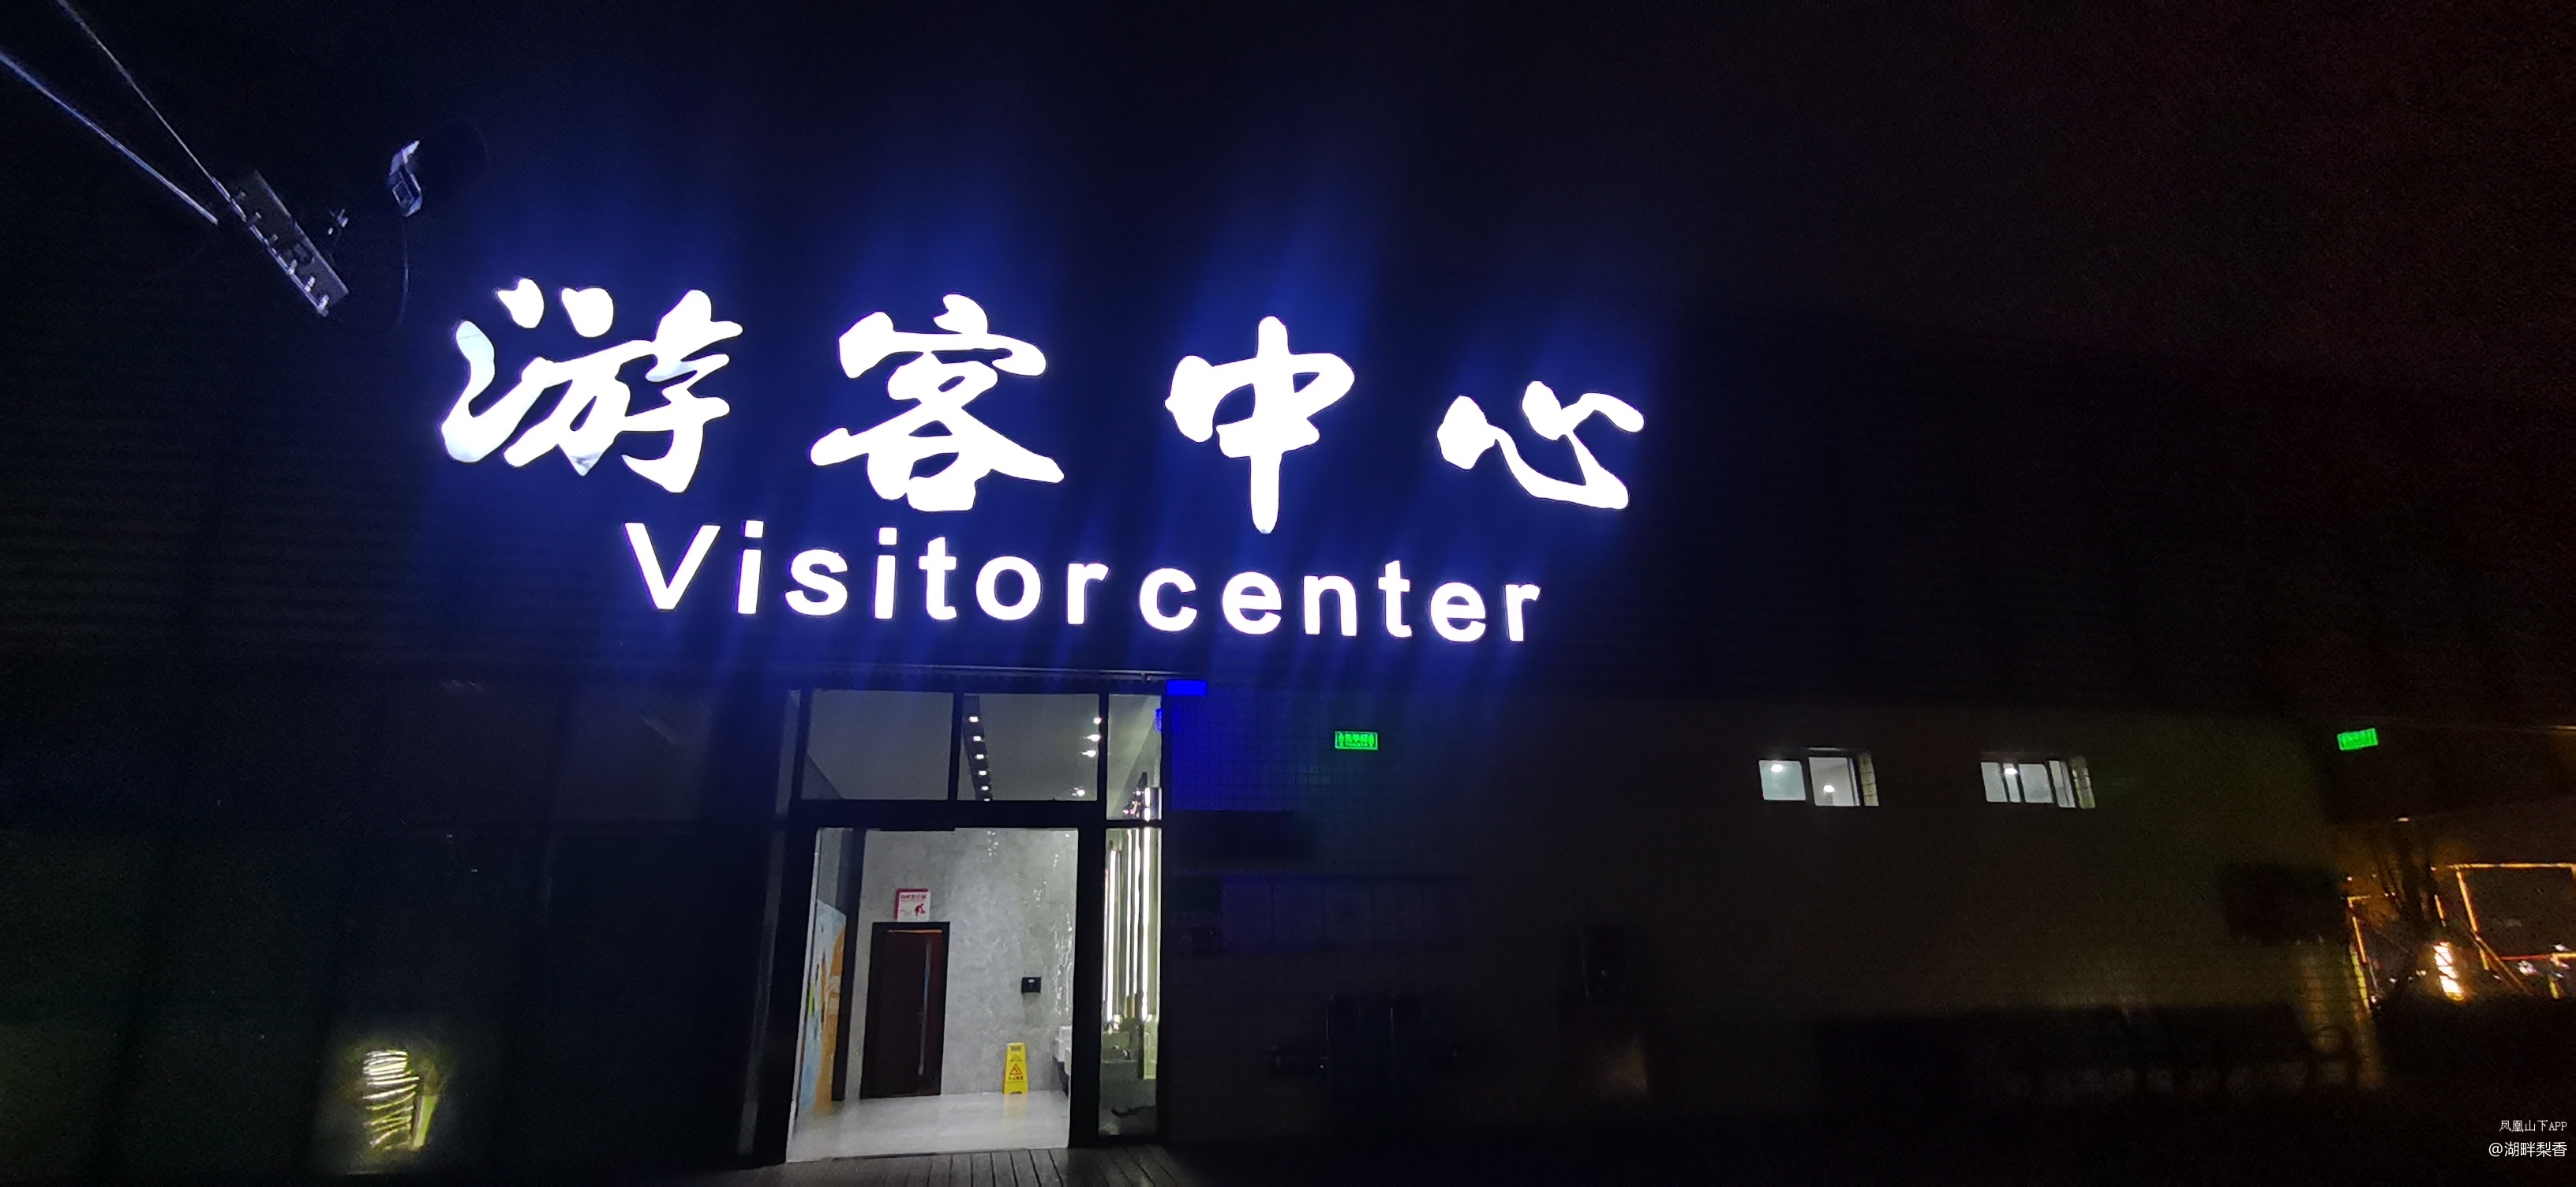 游客中心
Visitor center
凤凰山下APP
@湖畔梨香